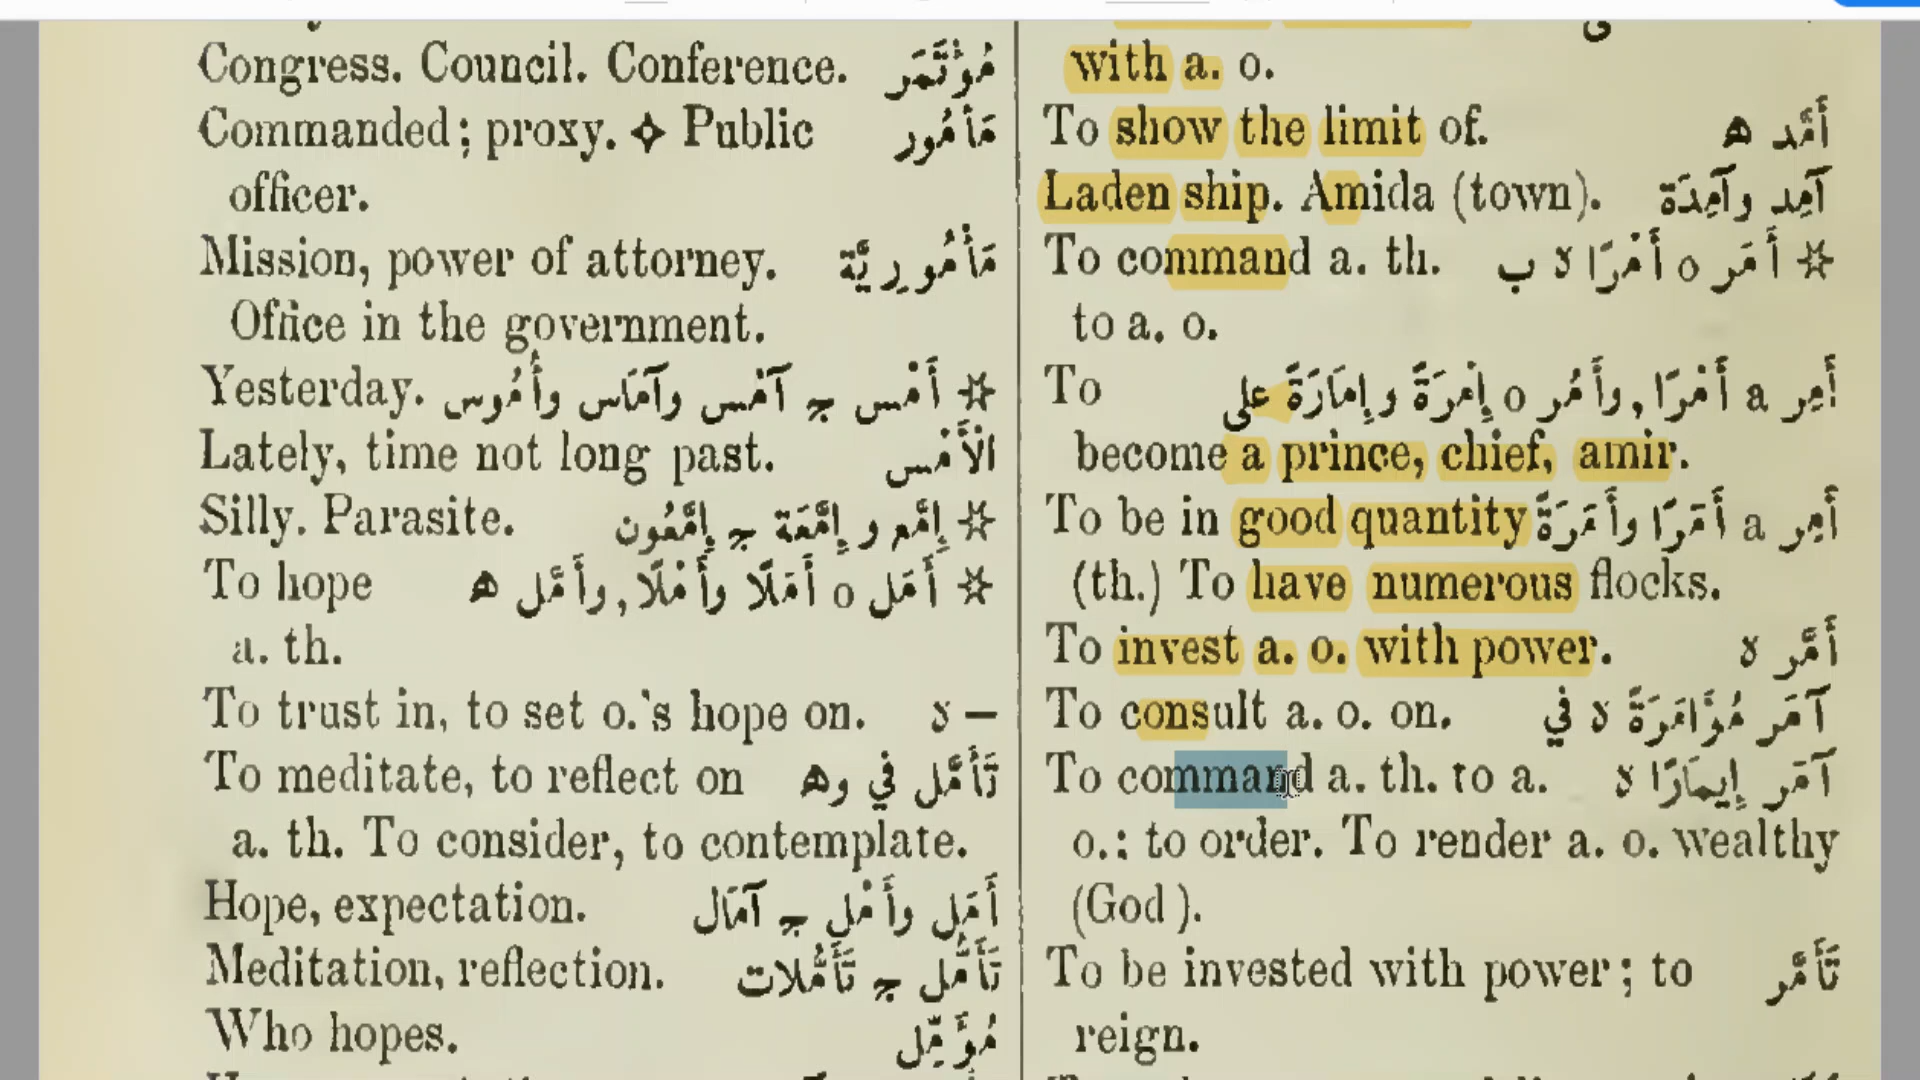 Congress. Council. Conference. مُؤْتَمَر
Commanded; proxy. ✧ Public مَأْمُور
officer.
Mission, power of attorney. مَأْمُورِيَّة
Office in the government.
Yesterday. ☆ أَمْس ج آمُس وآمَاس وأُمُوس
Lately, time not long past. الْأَمْس
Silly. Parasite. ☆ إِمَّع و إِمَّعَة ج إِمَّعُون
To hope ☆ أَمَل o أَمَلًا وأَمْلًا, وأَمَّل ه
a. th.
To trust in, to set o.'s hope on. — ﻻ
To meditate, to reflect on تَأَمَّل في وه
a. th. To consider, to contemplate.
Hope, expectation. أَمَل وأَمْل ج آمَال
Meditation, reflection. تَأَمُّل ج تَأَمُّلات
Who hopes. مُؤَمِّل
with a. o.
To show the limit of. أَمَّد ه
Laden ship. Amida (town). آمِد وآمِدَة
To command a. th. ☆ أَمَر o أَمْرًا ﻻ ب
to a. o.
To أَمِر a أَمْرًا, وأَمُر o إِمْرَةً وإِمَارَةً على
become a prince, chief, amir.
To be in good quantity أَمِر a أَمَرًا وأَمَرَةً
(th.) To have numerous flocks.
To invest a. o. with power. أَمَّر ﻻ
To consult a. o. on. آمَر مُؤَامَرَةً ﻻ في
To command a. th. to a. آمَر إِيمَارًا ﻻ
o.: to order. To render a. o. wealthy
(God ).
To be invested with power; to تَأَمَّر
reign.